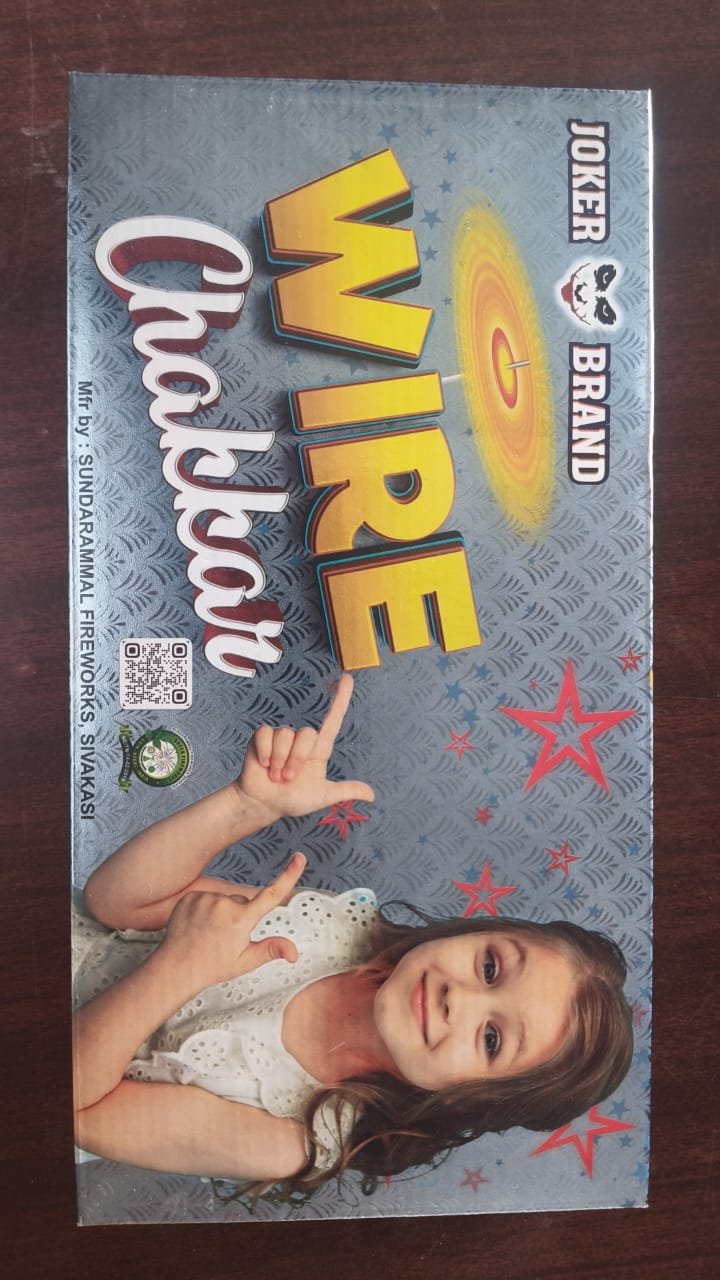 JOKER BRAND
WIRE
Chakkar
Mfr by : SUNDARAMMAL FIREWORKS, SIVAKASI